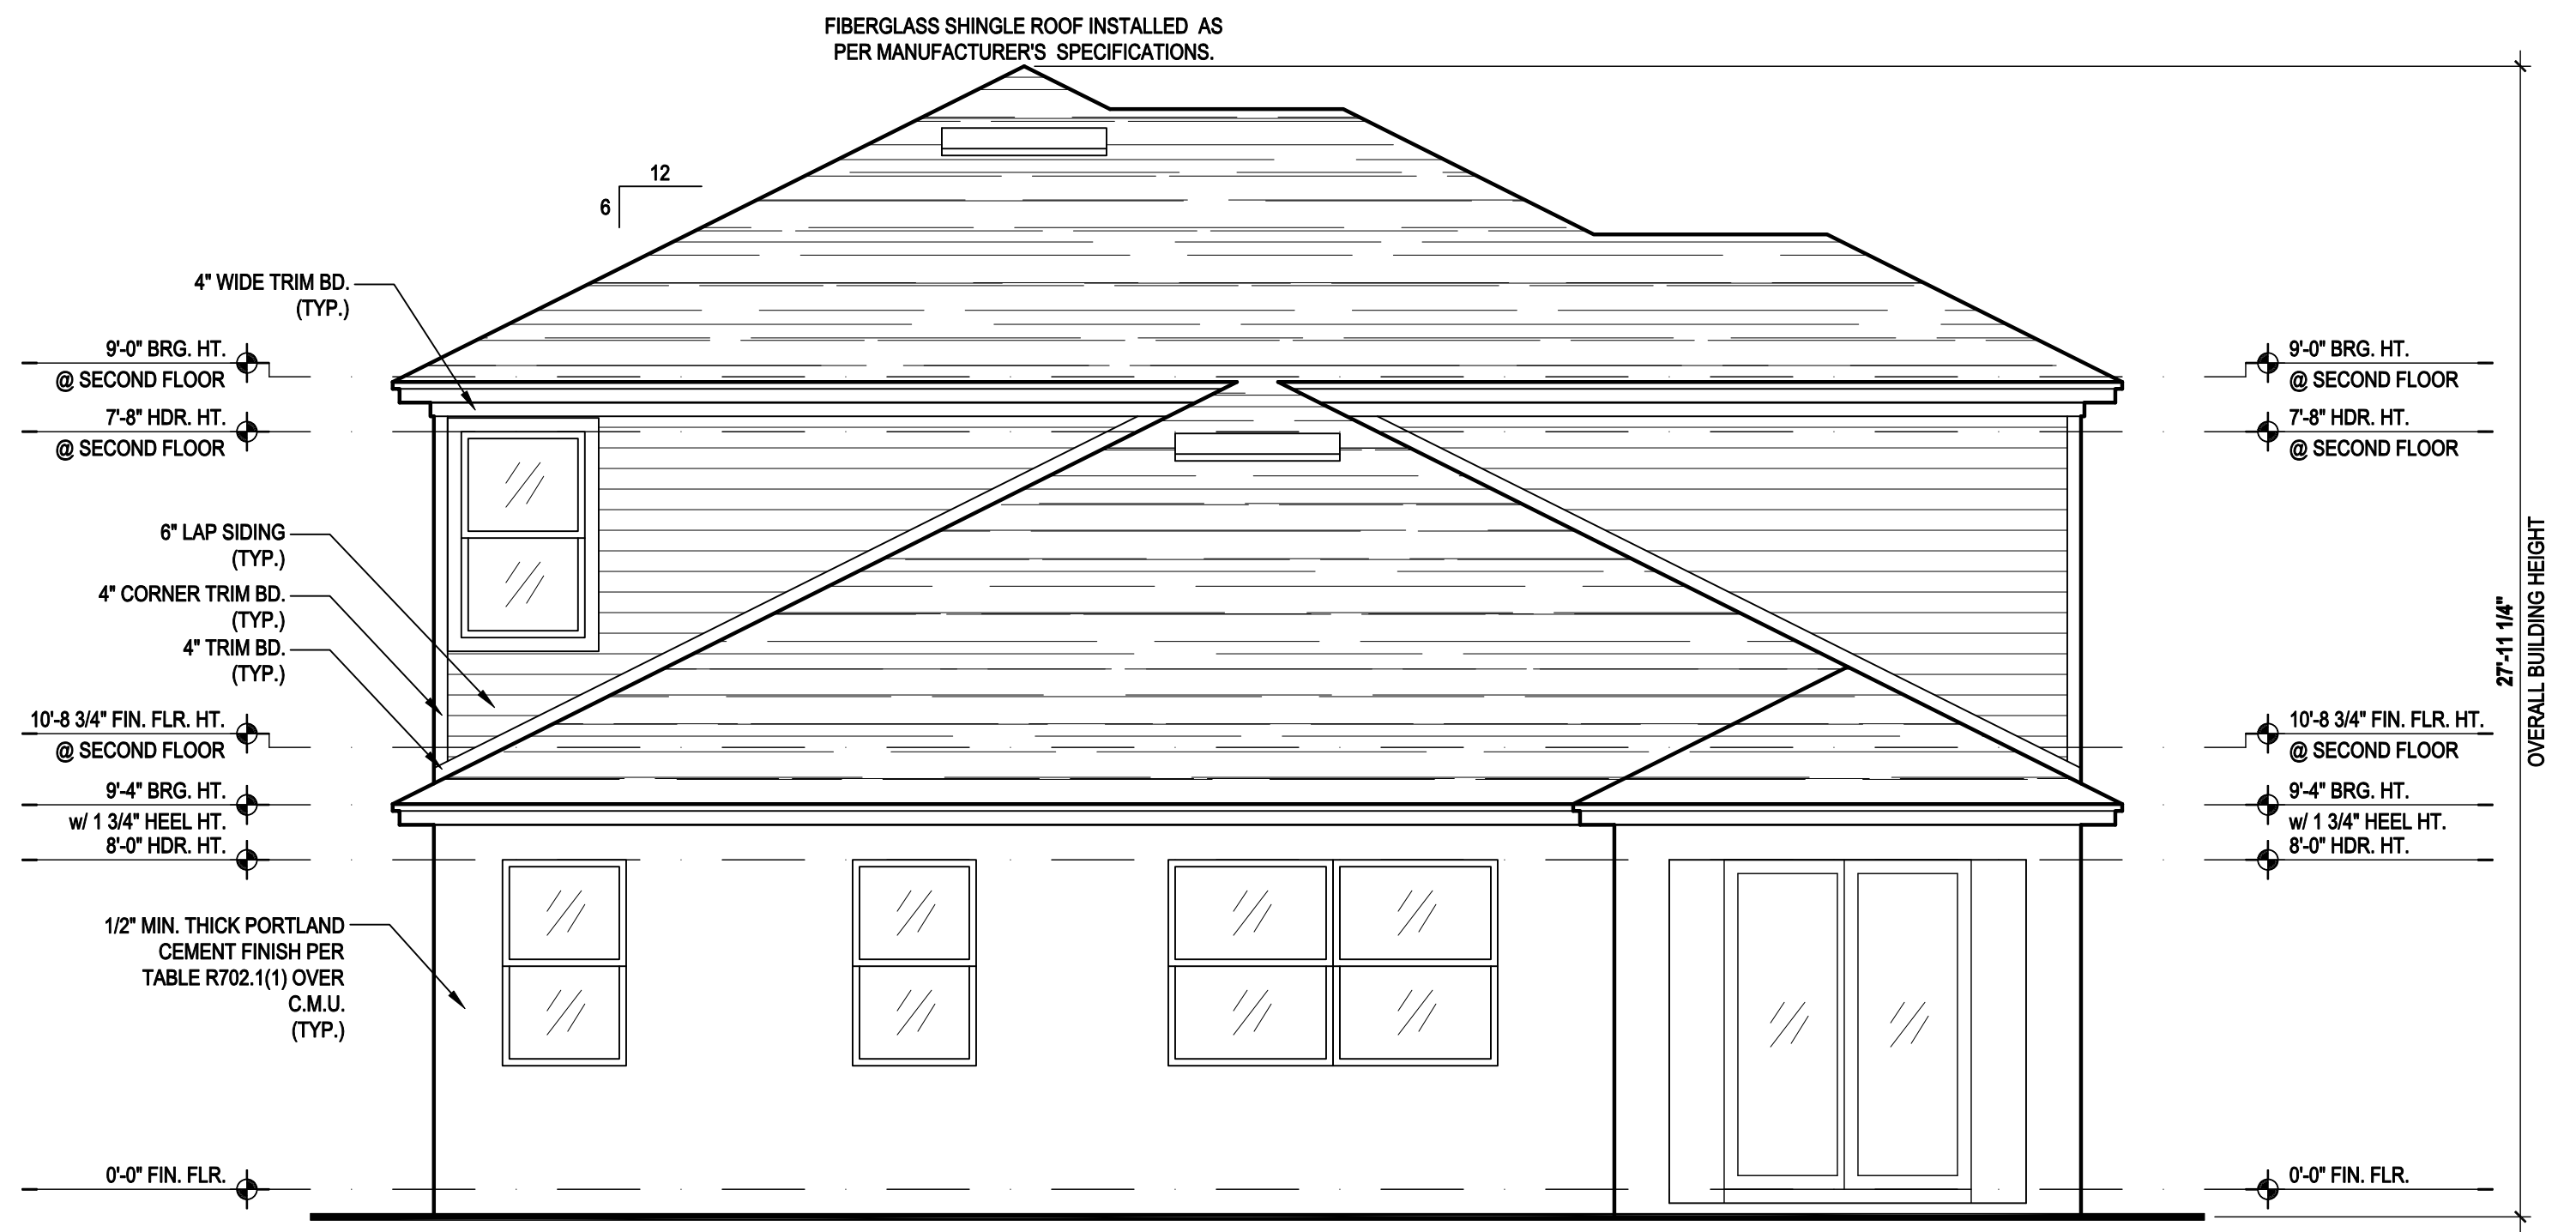 FIBERGLASS SHINGLE ROOF INSTALLED AS
PER MANUFACTURER'S SPECIFICATIONS.
12
6
4" WIDE TRIM BD.
(TYP.)
9'-0" BRG. HT.
@ SECOND FLOOR
7'-8" HDR. HT.
@ SECOND FLOOR
6" LAP SIDING
(TYP.)
4" CORNER TRIM BD.
(TYP.)
4" TRIM BD.
(TYP.)
10'-8 3/4" FIN. FLR. HT.
@ SECOND FLOOR
9'-4" BRG. HT.
w/ 1 3/4" HEEL HT.
8'-0" HDR. HT.
1/2" MIN. THICK PORTLAND
CEMENT FINISH PER
TABLE R702.1(1) OVER
C.M.U.
(TYP.)
0'-0" FIN. FLR.
9'-0" BRG. HT.
@ SECOND FLOOR
7'-8" HDR. HT.
@ SECOND FLOOR
10'-8 3/4" FIN. FLR. HT.
@ SECOND FLOOR
9'-4" BRG. HT.
w/ 1 3/4" HEEL HT.
8'-0" HDR. HT.
0'-0" FIN. FLR.
27'-11 1/4"
OVERALL BUILDING HEIGHT